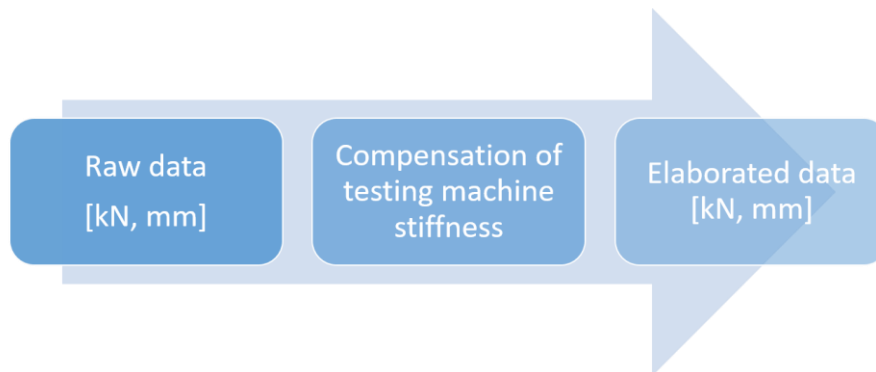 Raw data
[kN, mm]
Compensation of
testing machine
stiffness
Elaborated data
[kN, mm]